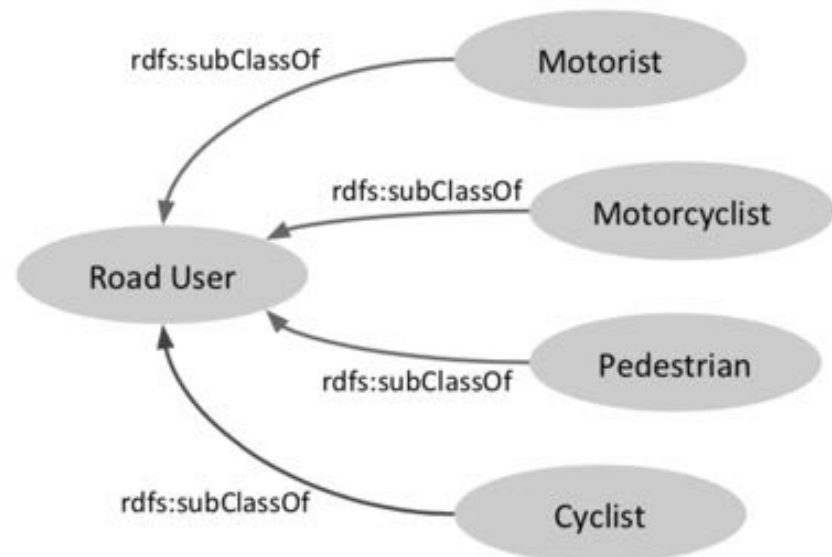 rdfs:subClassOf
Motorist
rdfs:subClassOf
Motorcyclist
Road User
Pedestrian
rdfs:subClassOf
rdfs:subClassOf
Cyclist